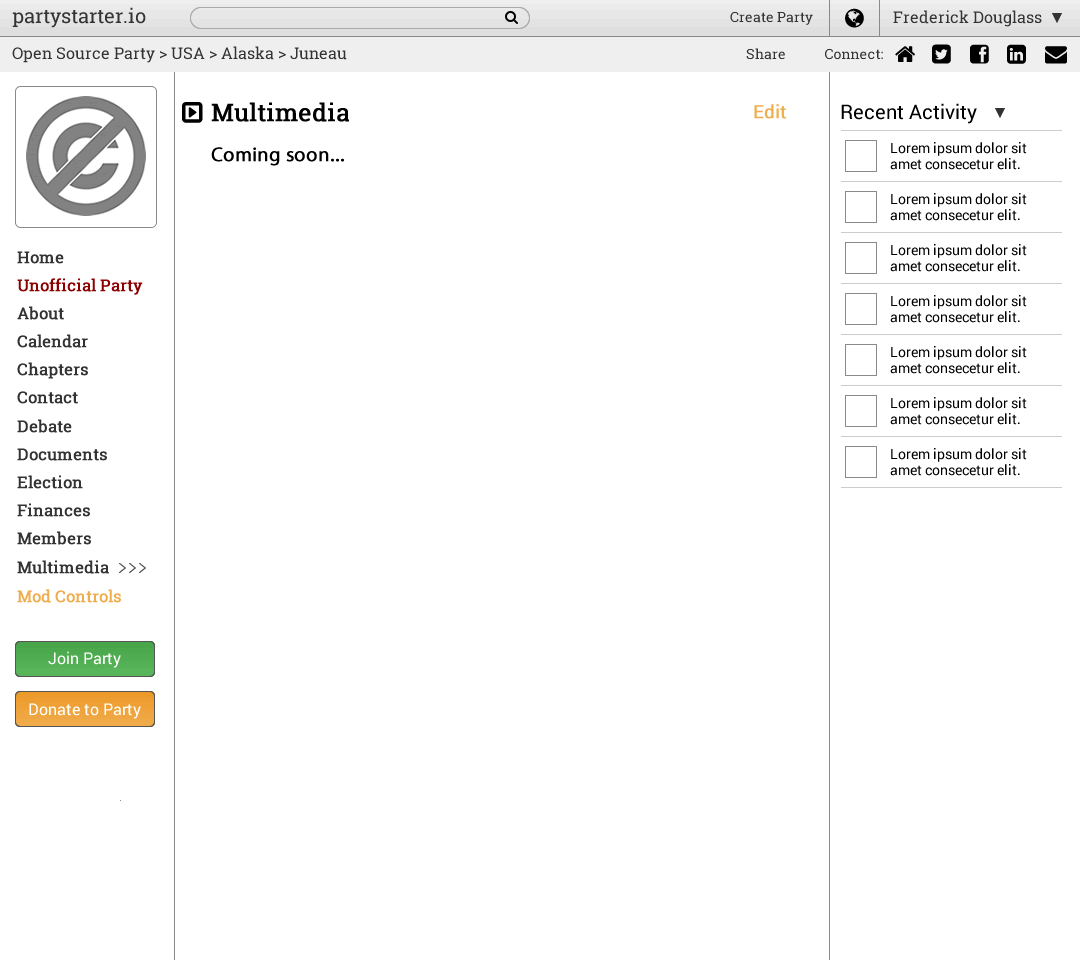 partystarter.io
Create Party
Frederick Douglass ▼
Open Source Party > USA > Alaska > Juneau
Share
Connect:
Home
Unofficial Party
About
Calendar
Chapters
Contact
Debate
Documents
Election
Finances
Members
Multimedia >>>
Mod Controls
Join Party
Donate to Party
Multimedia
Edit
Coming soon...
Recent Activity ▼
Lorem ipsum dolor sit
amet consecetur elit.
Lorem ipsum dolor sit
amet consecetur elit.
Lorem ipsum dolor sit
amet consecetur elit.
Lorem ipsum dolor sit
amet consecetur elit.
Lorem ipsum dolor sit
amet consecetur elit.
Lorem ipsum dolor sit
amet consecetur elit.
Lorem ipsum dolor sit
amet consecetur elit.